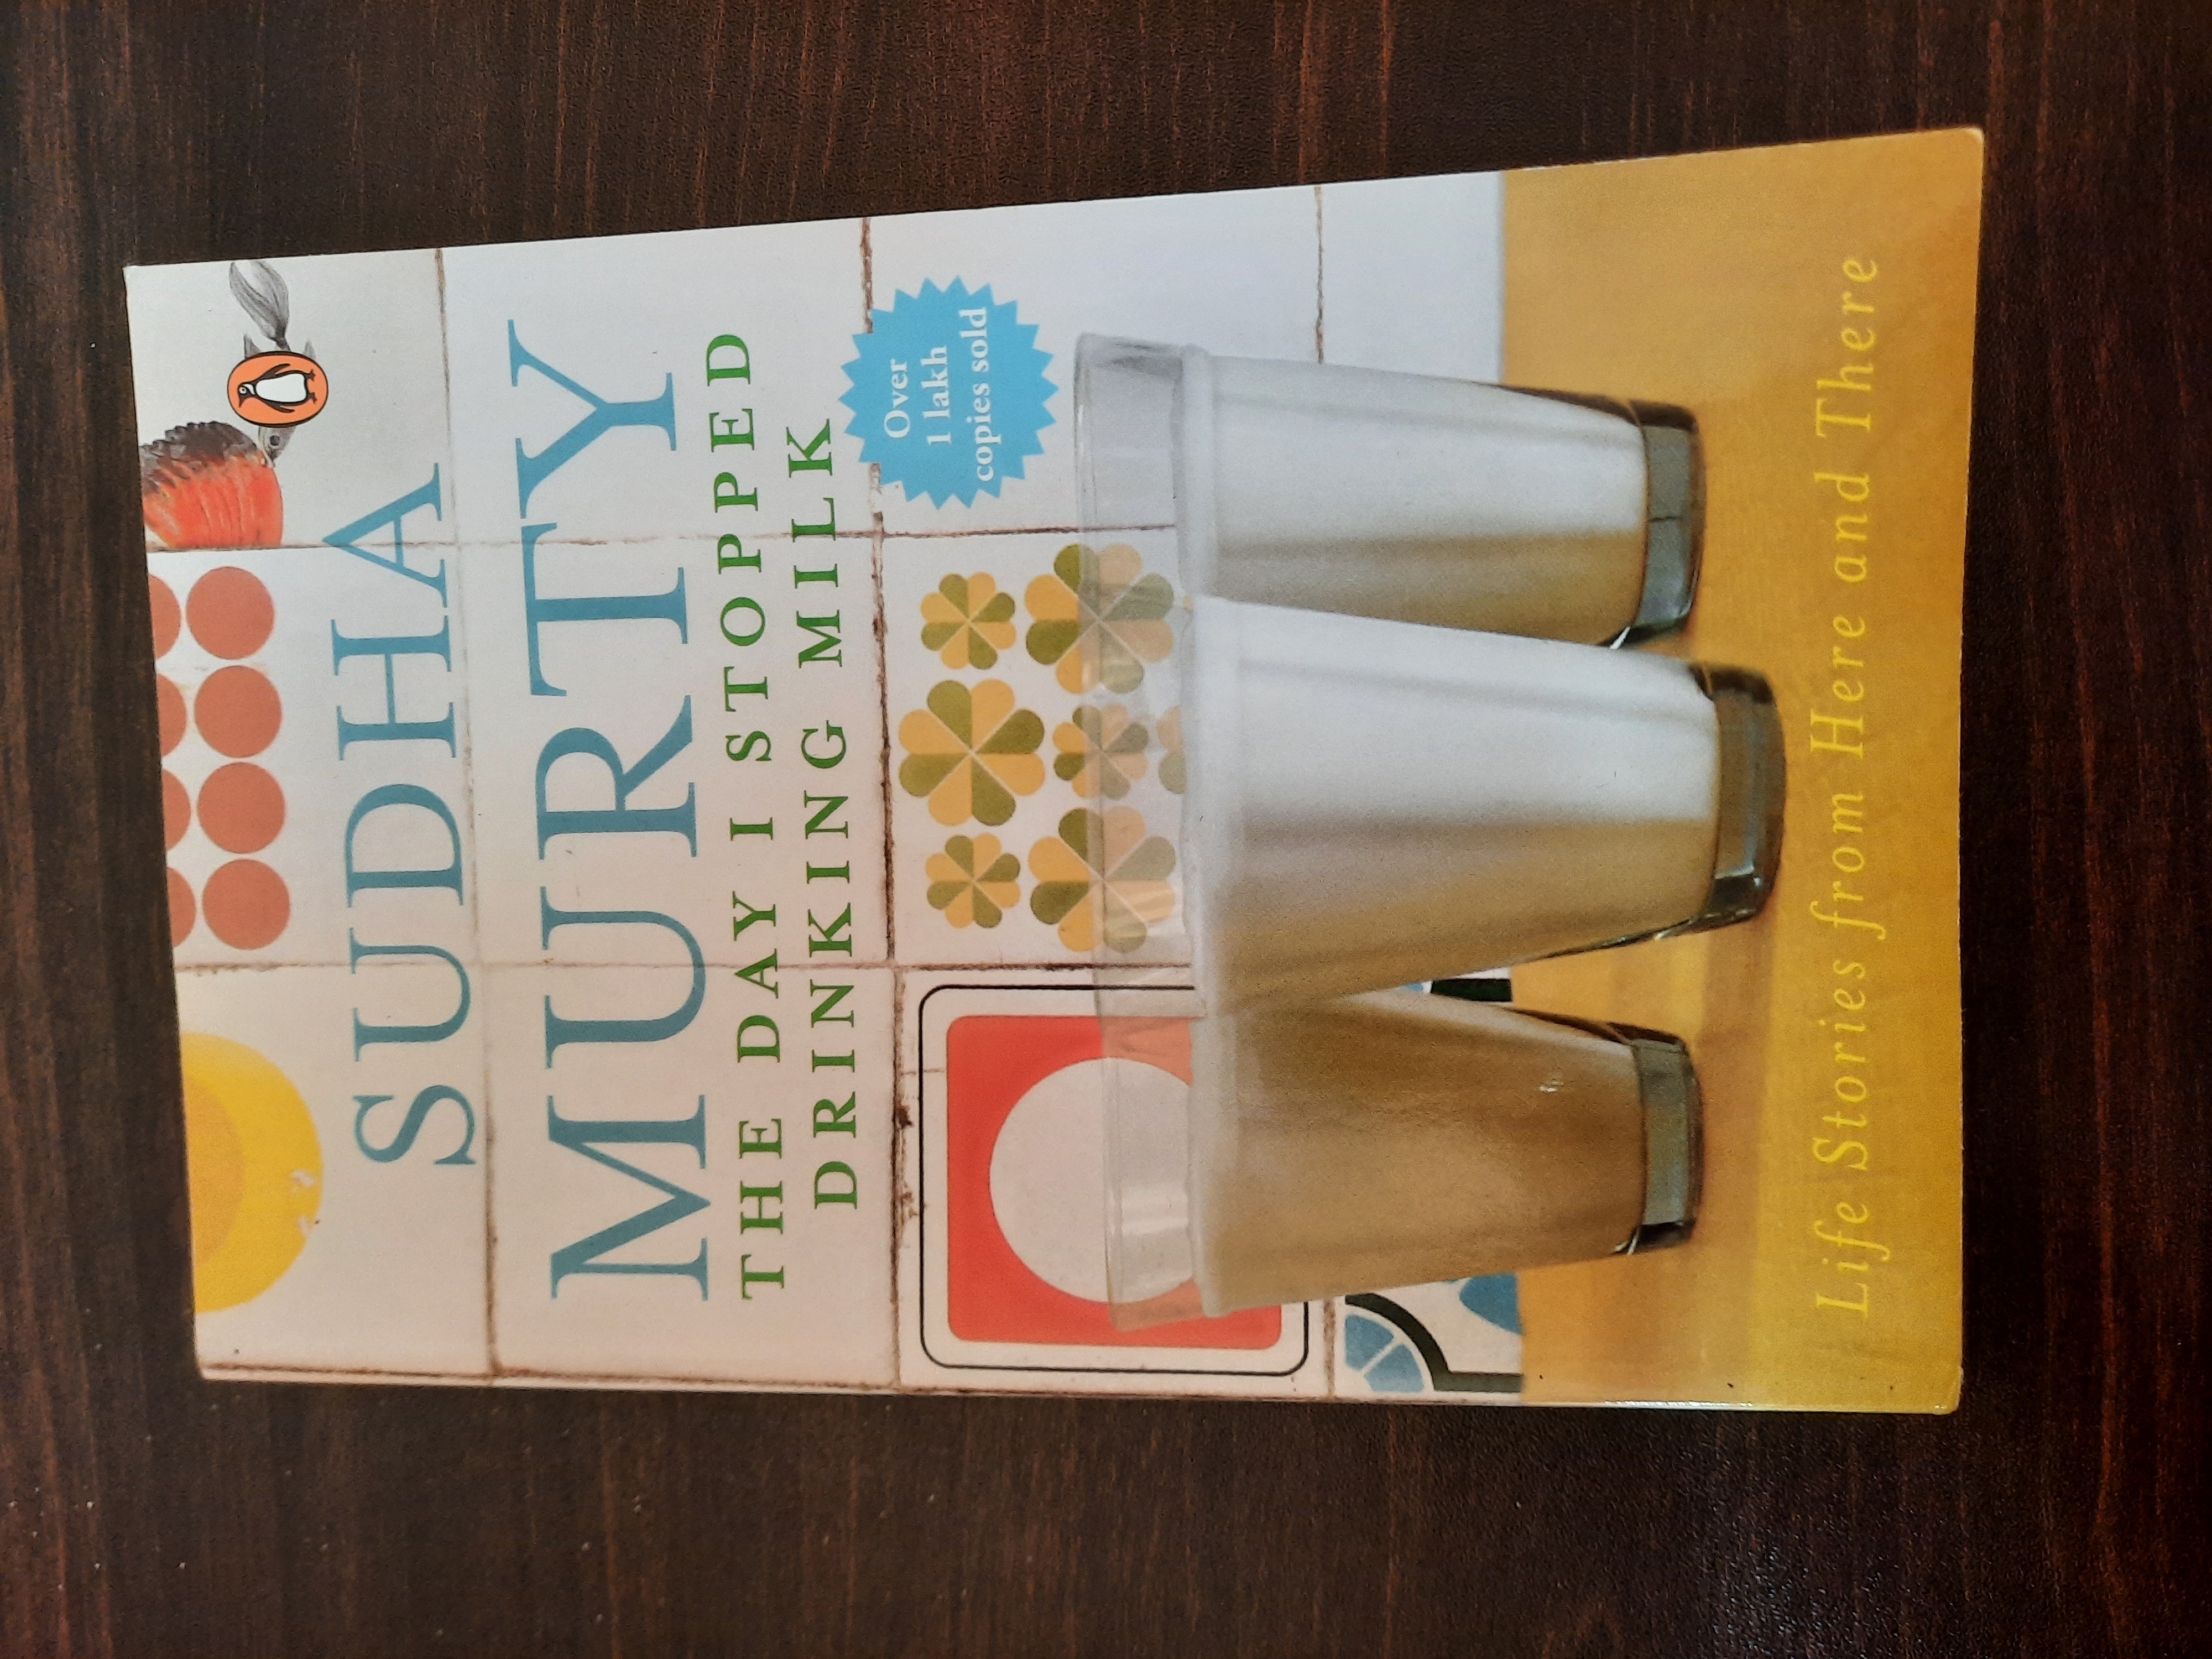 SUDHA
MURTY
THE DAY I STOPPED
DRINKING MILK
Over
1 lakh
copies sold
Life Stories from Here and There